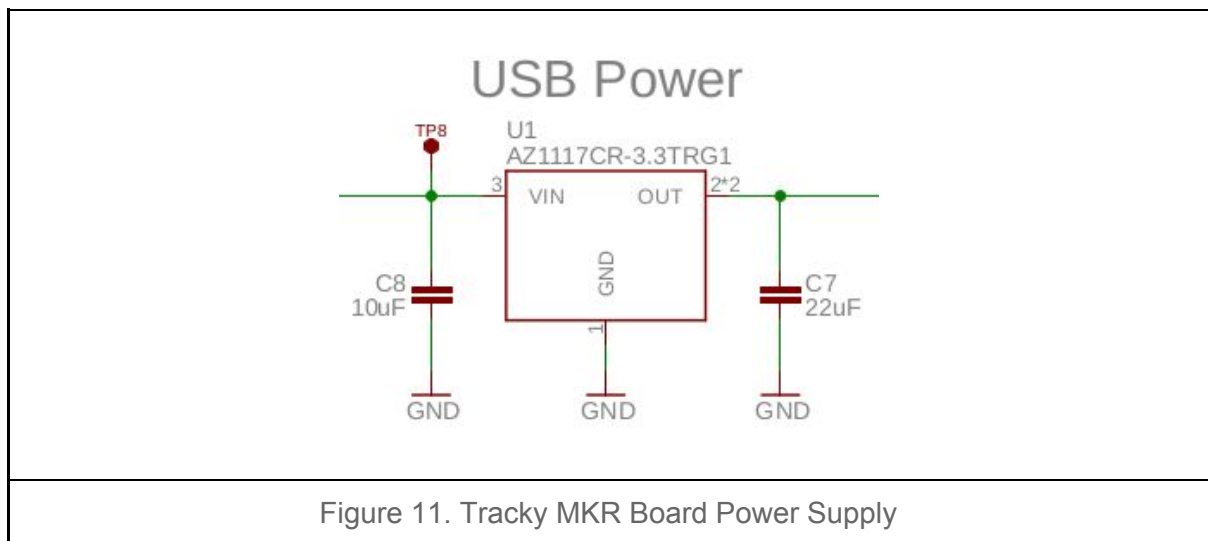 USB Power
TP8
U1
AZ1117CR-3.3TRG1
3
VIN
OUT
2*2
GND
1
C8
10uF
C7
22uF
GND
GND
GND
Figure 11. Tracky MKR Board Power Supply